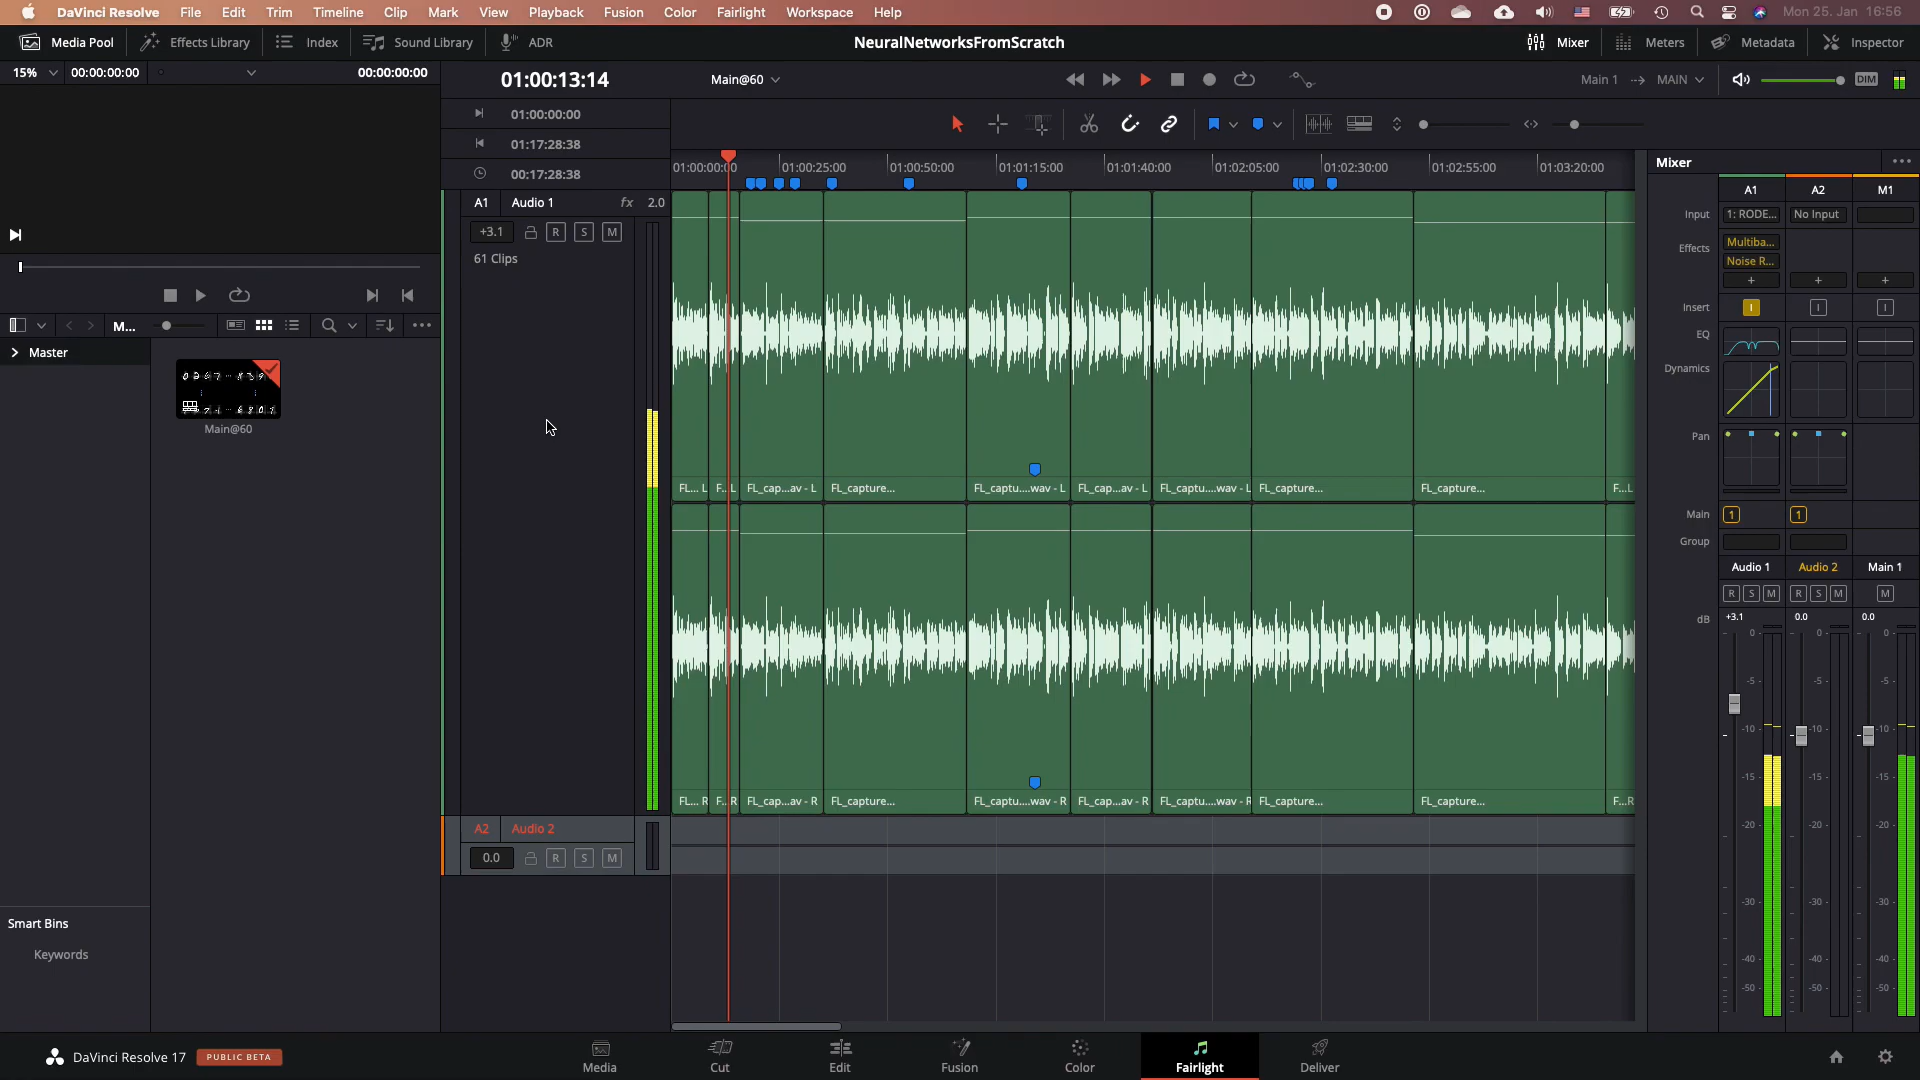 DaVinci Resolve File Edit Trim Timeline Clip Mark View Playback Fusion Color Fairlight Workspace Help Mon 25. Jan 16:56
Media Pool Effects Library Index Sound Library ADR NeuralNetworksFromScratch Mixer Meters Metadata Inspector
15% 00:00:00:00 00:00:00:00 01:00:13:14 Main@60 Main 1 MAIN DIM
01:00:00:00
01:17:28:38
00:17:28:38
01:00:00:00 01:00:25:00 01:00:50:00 01:01:15:00 01:01:40:00 01:02:05:00 01:02:30:00 01:02:55:00 01:03:20:00
A1 Audio 1 fx 2.0
+3.1 R S M
61 Clips
M...
Master
Main@60
FL... L F...L FL_cap...av - L FL_capture... FL_captu....wav - L FL_cap...av - L FL_captu...wav - L FL_capture... FL_capture... F...L
FL... R F...R FL_cap...av - R FL_capture... FL_captu....wav - R FL_cap...av - R FL_captu...wav - R FL_capture... FL_capture... F...R
A2 Audio 2
0.0 R S M
Smart Bins
Keywords
Mixer
A1 A2 M1
Input 1: RODE... No Input
Effects Multiba...
Noise R...
+ + +
Insert I I I
EQ
Dynamics
Pan
Main 1 1
Group
Audio 1 Audio 2 Main 1
R S M R S M M
dB +3.1 0.0 0.0
0- 0- 0-
-5- -5- -5-
-10- -10- -10-
-15- -15- -15-
-20- -20- -20-
-30- -30- -30-
-40- -40- -40-
-50- -50- -50-
DaVinci Resolve 17 PUBLIC BETA
Media Cut Edit Fusion Color Fairlight Deliver